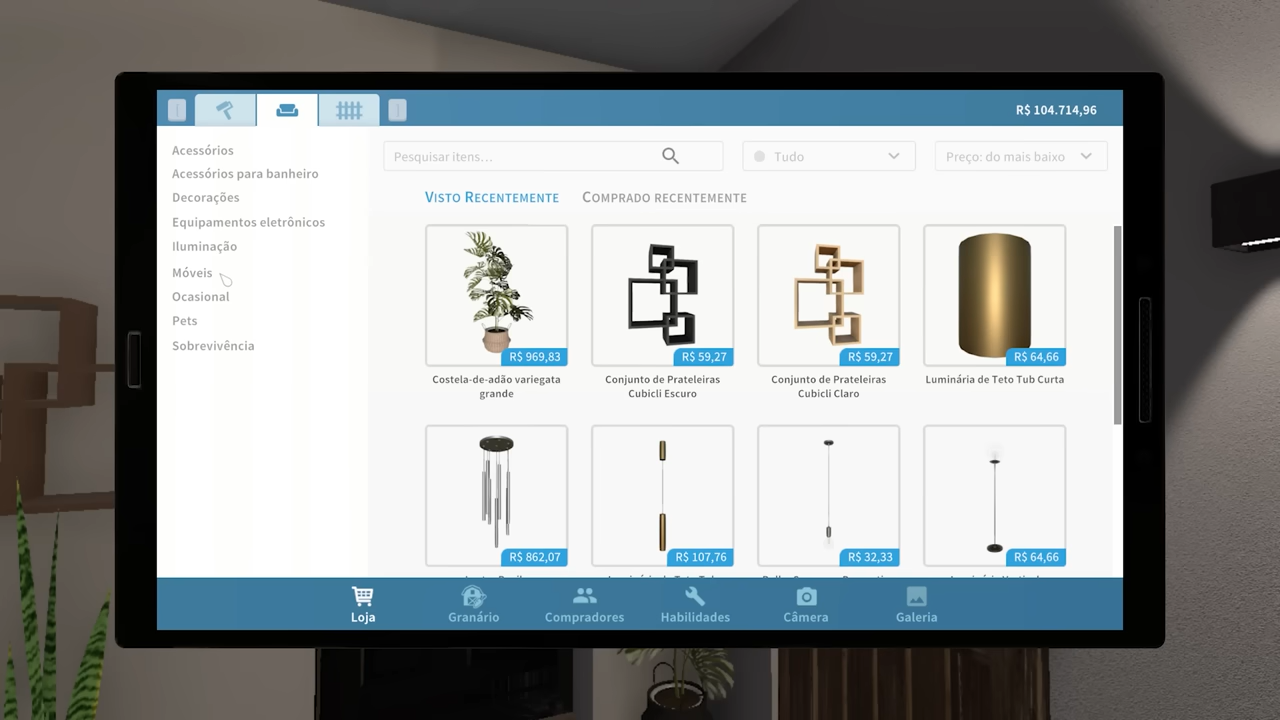 R$ 104.714,96
Acessórios
Acessórios para banheiro
Decorações
Equipamentos eletrônicos
Iluminação
Móveis
Ocasional
Pets
Sobrevivência
Pesquisar itens...
Tudo
Preço: do mais baixo
Visto Recentemente
Comprado recentemente
R$ 969,83
Costela-de-adão variegata
grande
R$ 59,27
Conjunto de Prateleiras
Cubicli Escuro
R$ 59,27
Conjunto de Prateleiras
Cubicli Claro
R$ 64,66
Luminária de Teto Tub Curta
R$ 862,07
R$ 107,76
R$ 32,33
R$ 64,66
Loja
Granário
Compradores
Habilidades
Câmera
Galeria